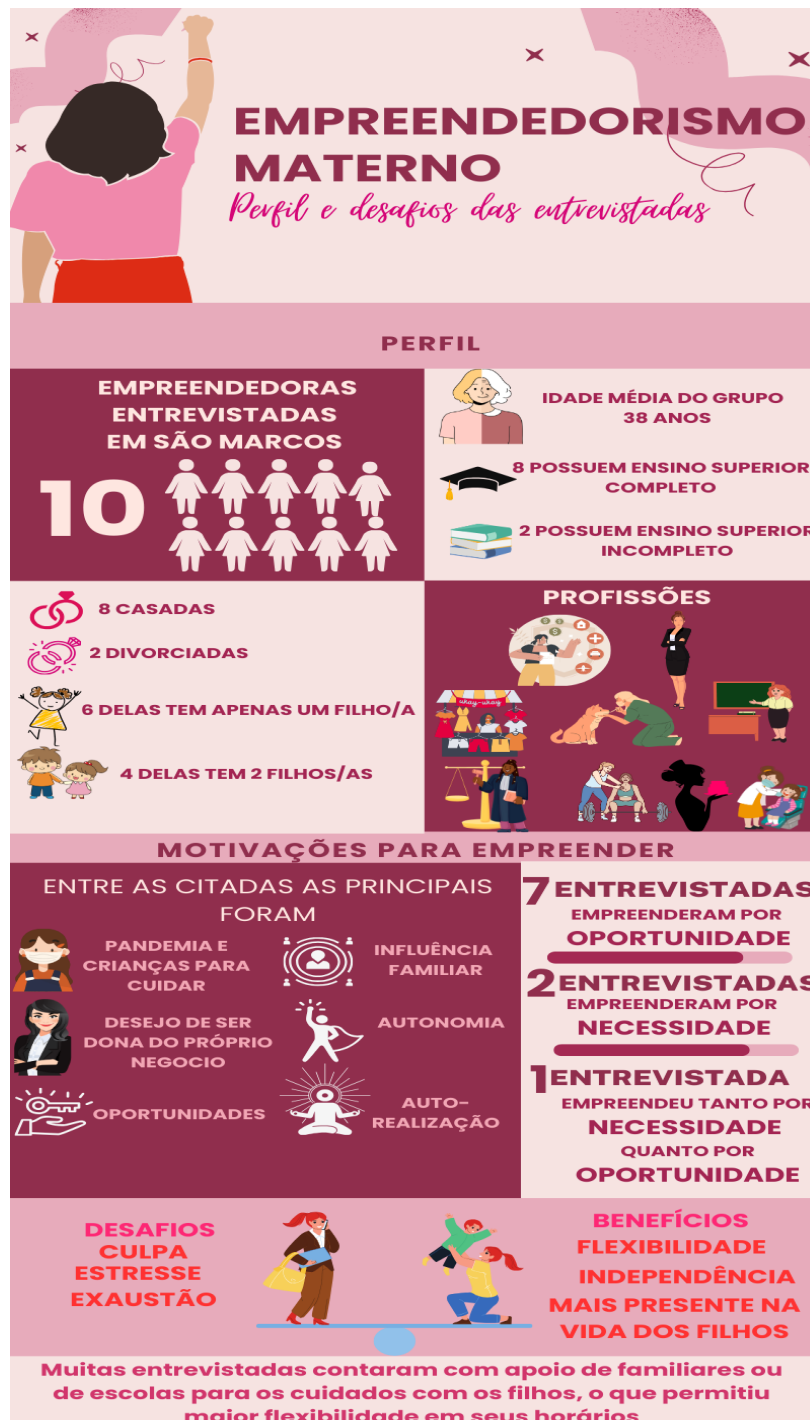 EMPREENDEDORISMO
MATERNO
Perfil e desafios das entrevistadas
PERFIL
EMPREENDEDORAS
ENTREVISTADAS
EM SÃO MARCOS
10
IDADE MÉDIA DO GRUPO
38 ANOS
8 POSSUEM ENSINO SUPERIOR
COMPLETO
2 POSSUEM ENSINO SUPERIOR
INCOMPLETO
8 CASADAS
2 DIVORCIADAS
6 DELAS TEM APENAS UM FILHO/A
4 DELAS TEM 2 FILHOS/AS
PROFISSÕES
MOTIVAÇÕES PARA EMPREENDER
ENTRE AS CITADAS AS PRINCIPAIS
FORAM
PANDEMIA E
CRIANÇAS PARA
CUIDAR
INFLUÊNCIA
FAMILIAR
DESEJO DE SER
DONA DO PRÓPRIO
NEGOCIO
AUTONOMIA
OPORTUNIDADES
AUTO-
REALIZAÇÃO
7 ENTREVISTADAS
EMPREENDERAM POR
OPORTUNIDADE
2 ENTREVISTADAS
EMPREENDERAM POR
NECESSIDADE
1 ENTREVISTADA
EMPREENDEU TANTO POR
NECESSIDADE
QUANTO POR
OPORTUNIDADE
DESAFIOS
CULPA
ESTRESSE
EXAUSTÃO
BENEFÍCIOS
FLEXIBILIDADE
INDEPENDÊNCIA
MAIS PRESENTE NA
VIDA DOS FILHOS
Muitas entrevistadas contaram com apoio de familiares ou
de escolas para os cuidados com os filhos, o que permitiu
maior flexibilidade em seus horários